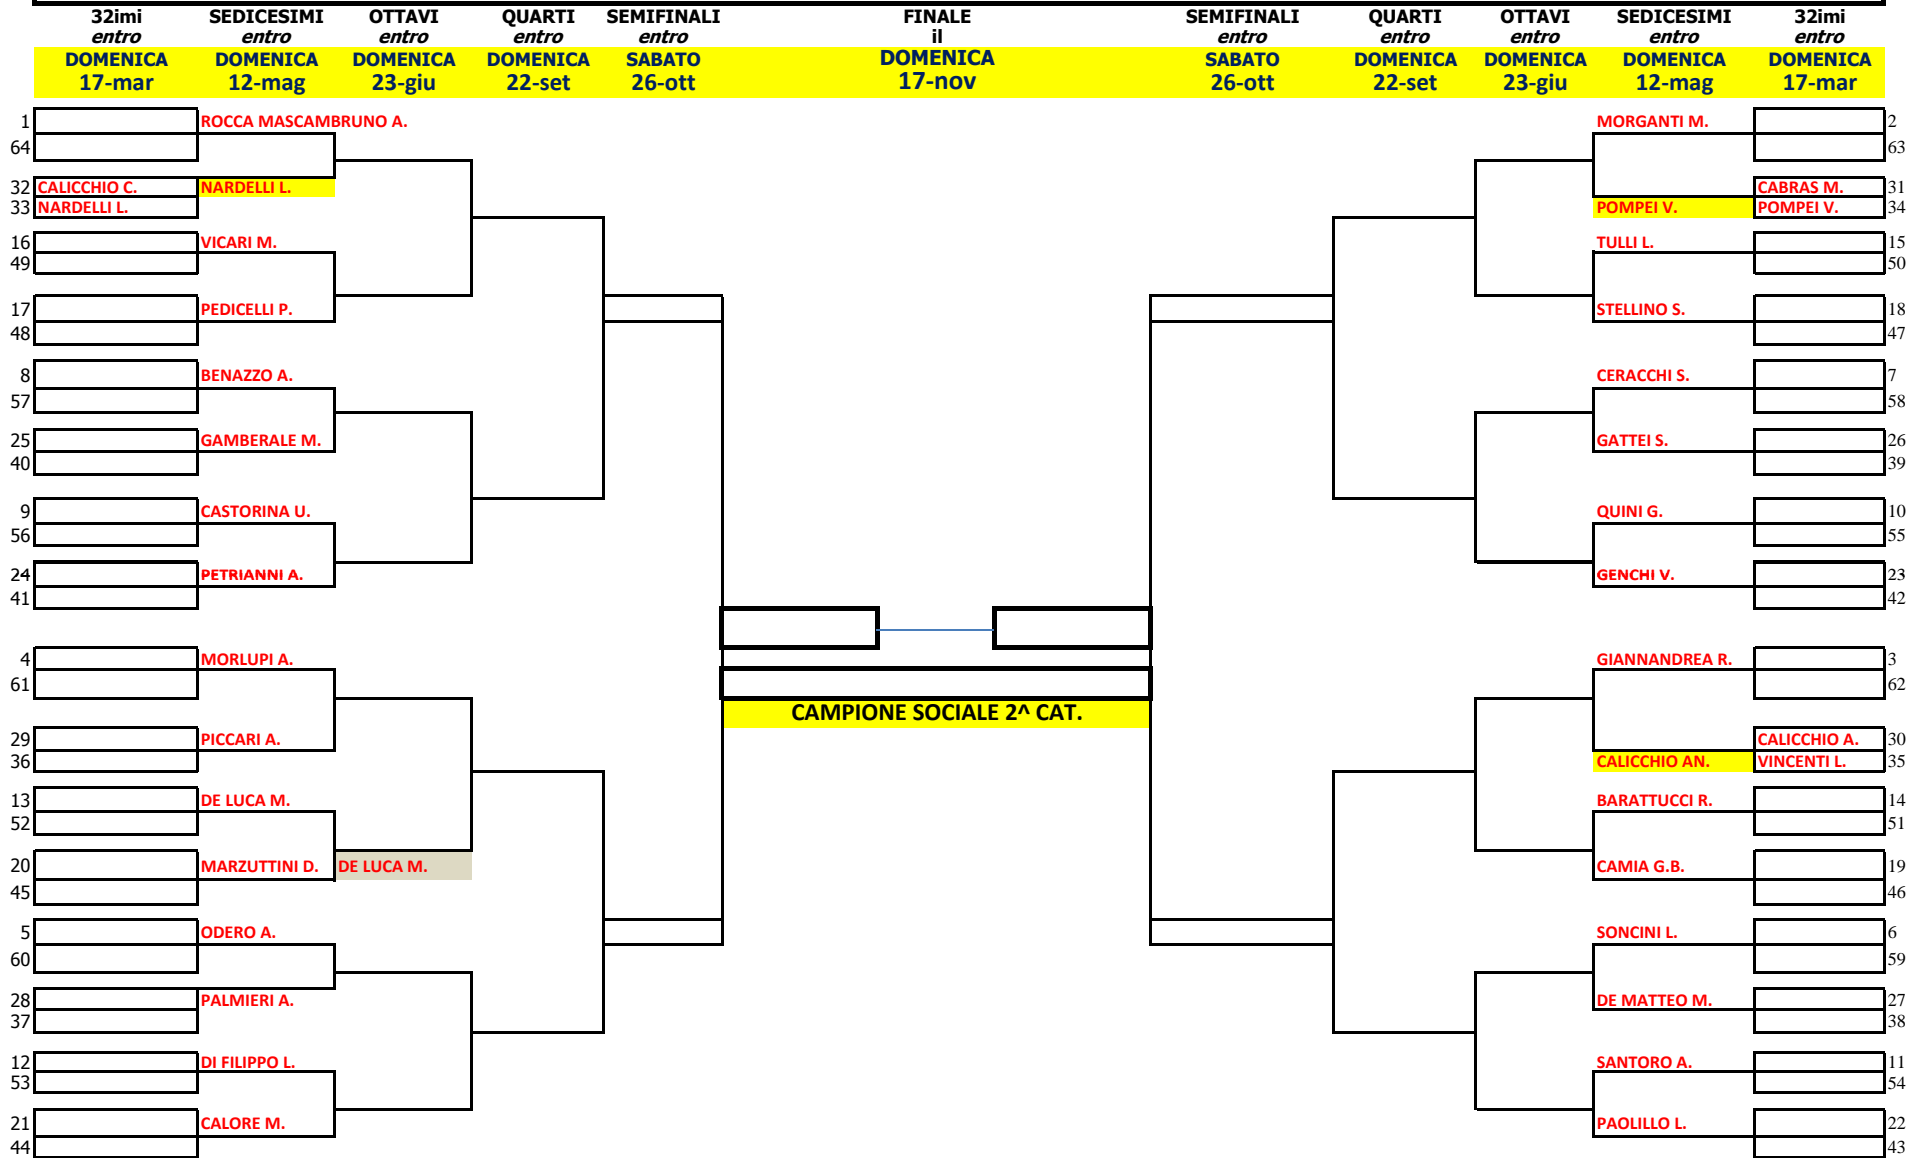 32imi SEDICESIMI OTTAVI QUARTI SEMIFINALI FINALE SEMIFINALI QUARTI OTTAVI SEDICESIMI 32imi
entro entro entro entro entro il entro entro entro entro entro
DOMENICA DOMENICA DOMENICA DOMENICA SABATO DOMENICA SABATO DOMENICA DOMENICA DOMENICA DOMENICA
17-mar 12-mag 23-giu 22-set 26-ott 17-nov 26-ott 22-set 23-giu 12-mag 17-mar
1 ROCCA MASCAMBRUNO A. MORGANTI M. 2
64 63
32 CALICCHIO C. NARDELLI L. CABRAS M. 31
33 NARDELLI L. POMPEI V. POMPEI V. 34
16 VICARI M. TULLI L. 15
49 50
17 PEDICELLI P. STELLINO S. 18
48 47
8 BENAZZO A. CERACCHI S. 7
57 58
25 GAMBERALE M. GATTEI S. 26
40 39
9 CASTORINA U. QUINI G. 10
56 55
24 PETRIANNI A. GENCHI V. 23
41 42
4 MORLUPI A. GIANNANDREA R. 3
61 62
CAMPIONE SOCIALE 2^ CAT.
29 PICCARI A. CALICCHIO A. 30
36 CALICCHIO AN. VINCENTI L. 35
13 DE LUCA M. BARATTUCCI R. 14
52 51
20 MARZUTTINI D. DE LUCA M. CAMIA G.B. 19
45 46
5 ODERO A. SONCINI L. 6
60 59
28 PALMIERI A. DE MATTEO M. 27
37 38
12 DI FILIPPO L. SANTORO A. 11
53 54
21 CALORE M. PAOLILLO L. 22
44 43